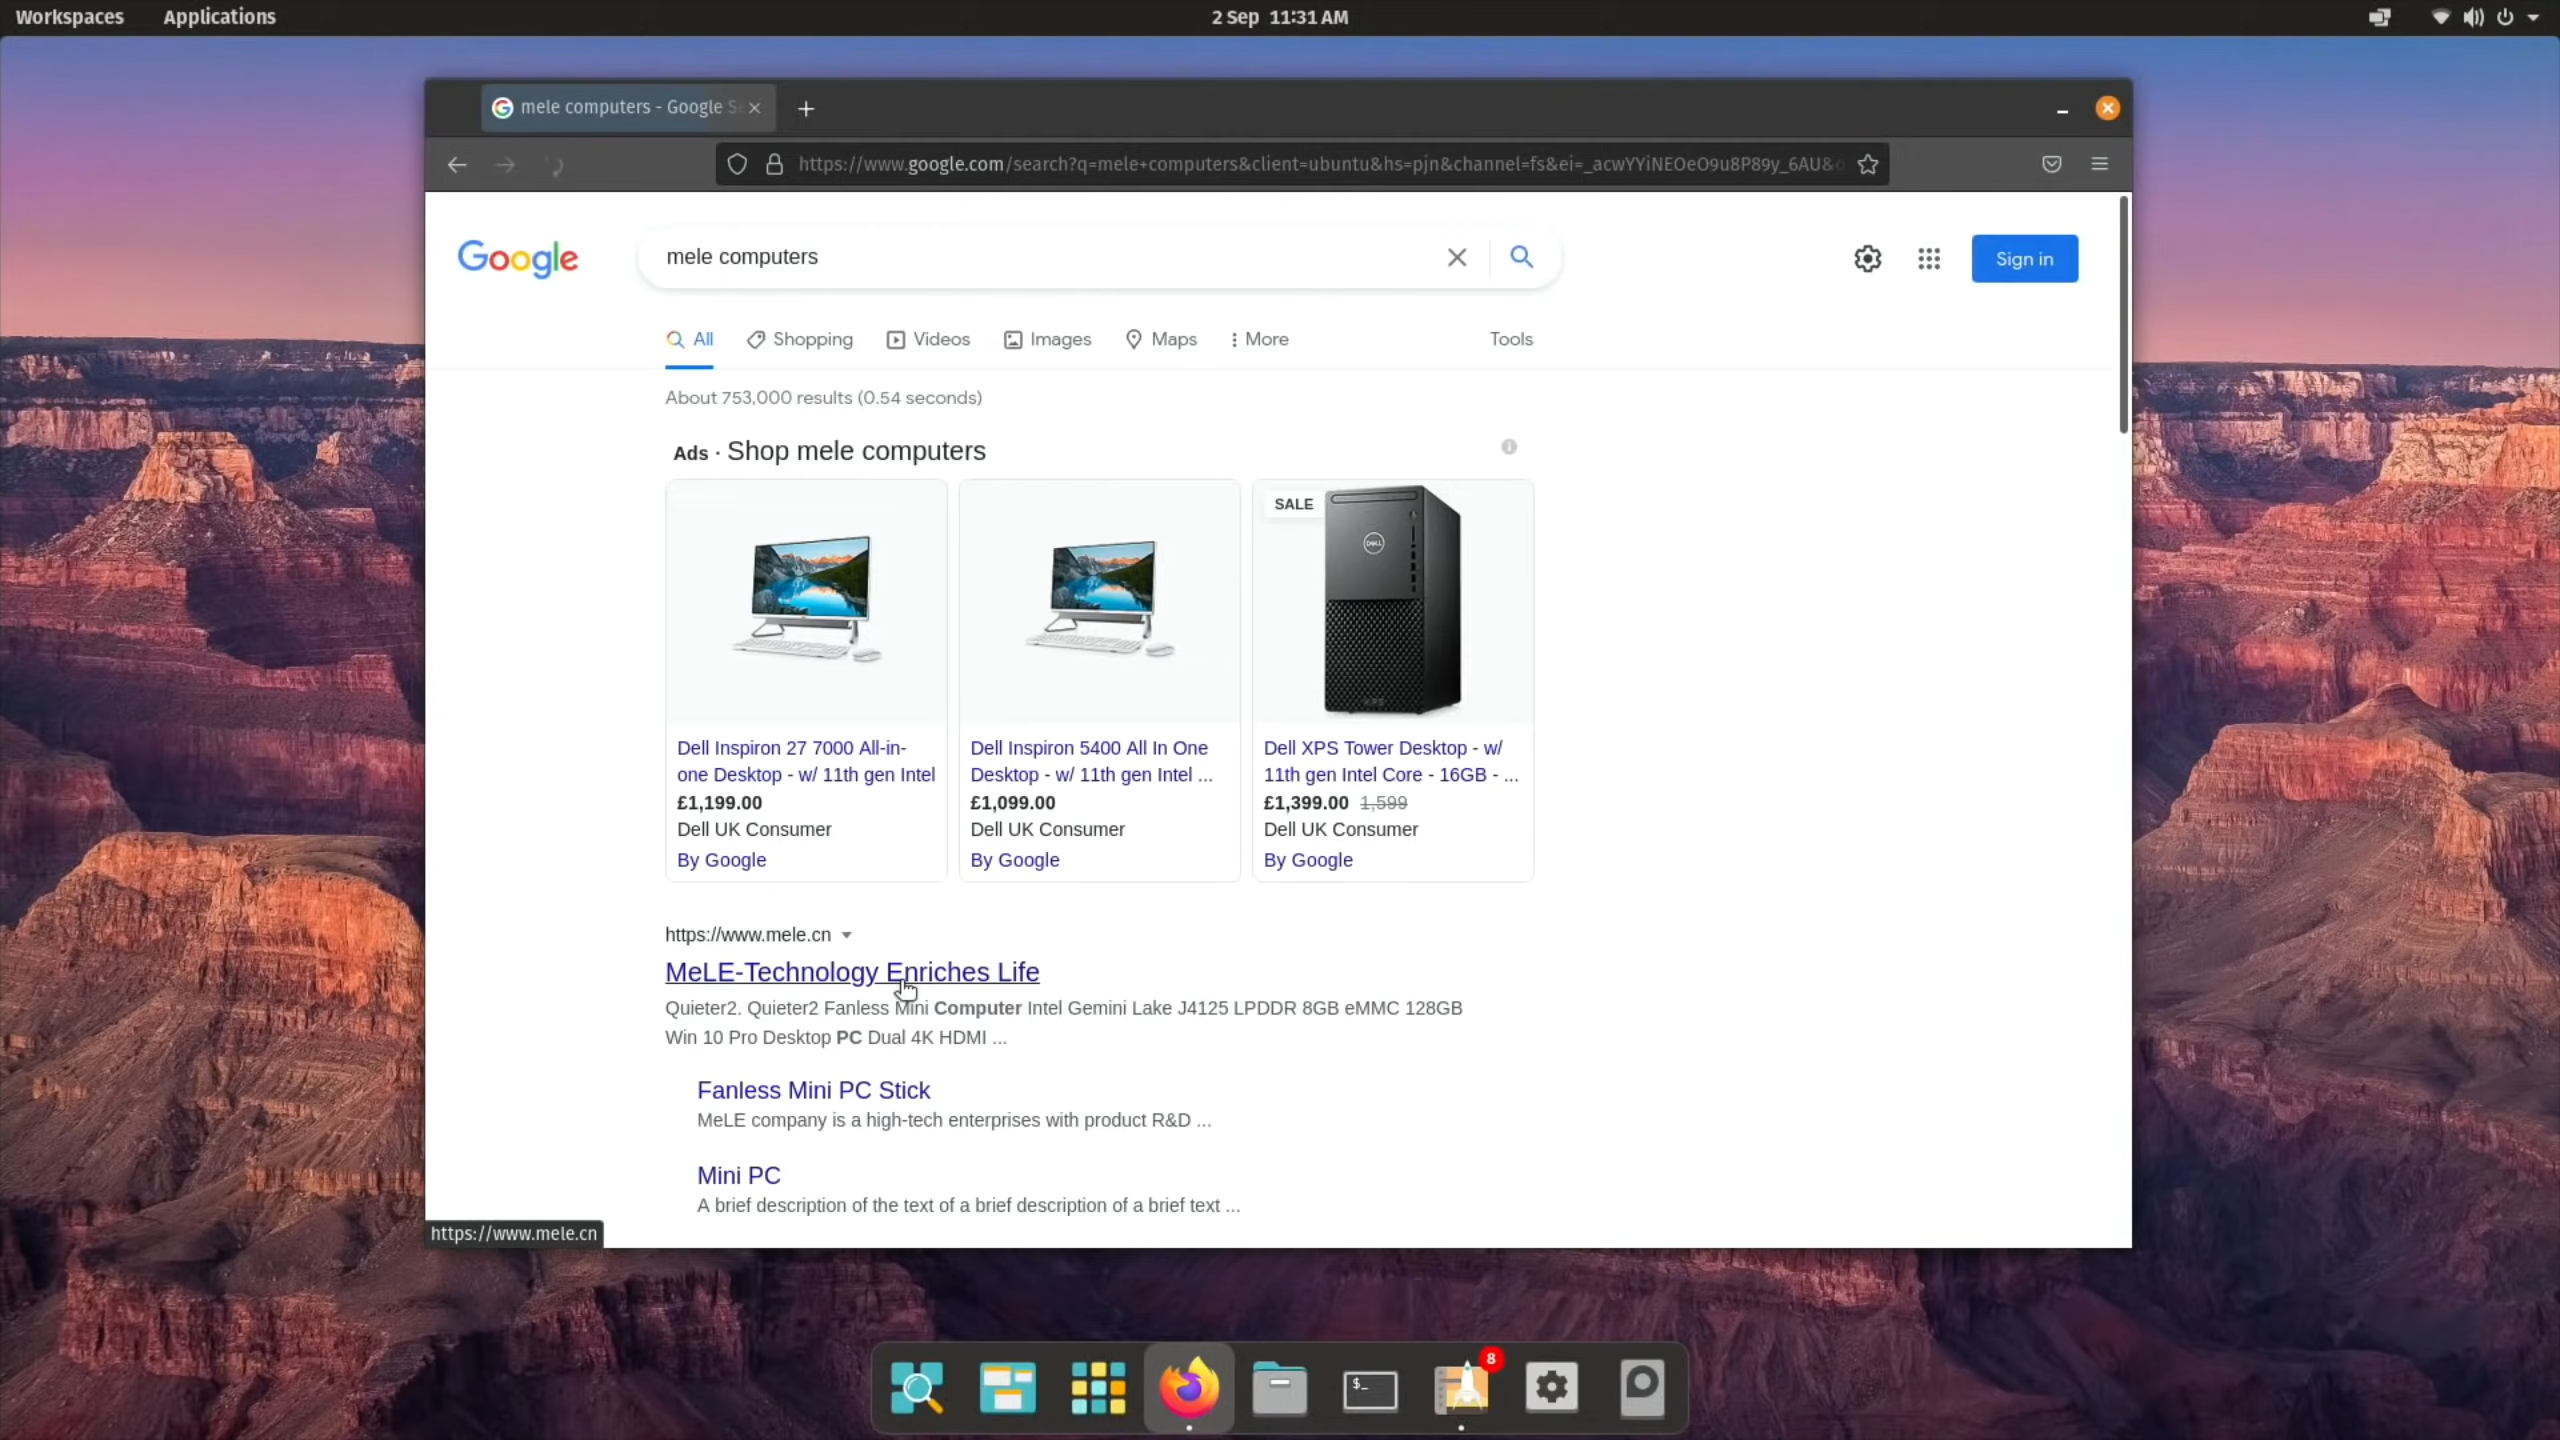 Workspaces Applications 2 Sep 11:31 AM
mele computers - Google S
https://www.google.com/search?q=mele+computers&client=ubuntu&hs=pjn&channel=fs&ei=_acwYYiNEOeO9u8P89y_6AU&
Google mele computers Sign in
All Shopping Videos Images Maps More Tools
About 753,000 results (0.54 seconds)
Ads · Shop mele computers
SALE
DELL
XPS
Dell Inspiron 27 7000 All-in-
one Desktop - w/ 11th gen Intel
£1,199.00
Dell UK Consumer
By Google
Dell Inspiron 5400 All In One
Desktop - w/ 11th gen Intel ...
£1,099.00
Dell UK Consumer
By Google
Dell XPS Tower Desktop - w/
11th gen Intel Core - 16GB - ...
£1,399.00 1,599
Dell UK Consumer
By Google
https://www.mele.cn
MeLE-Technology Enriches Life
Quieter2. Quieter2 Fanless Mini Computer Intel Gemini Lake J4125 LPDDR 8GB eMMC 128GB
Win 10 Pro Desktop PC Dual 4K HDMI ...
Fanless Mini PC Stick
MeLE company is a high-tech enterprises with product R&D ...
Mini PC
A brief description of the text of a brief description of a brief text ...
https://www.mele.cn
$_
8